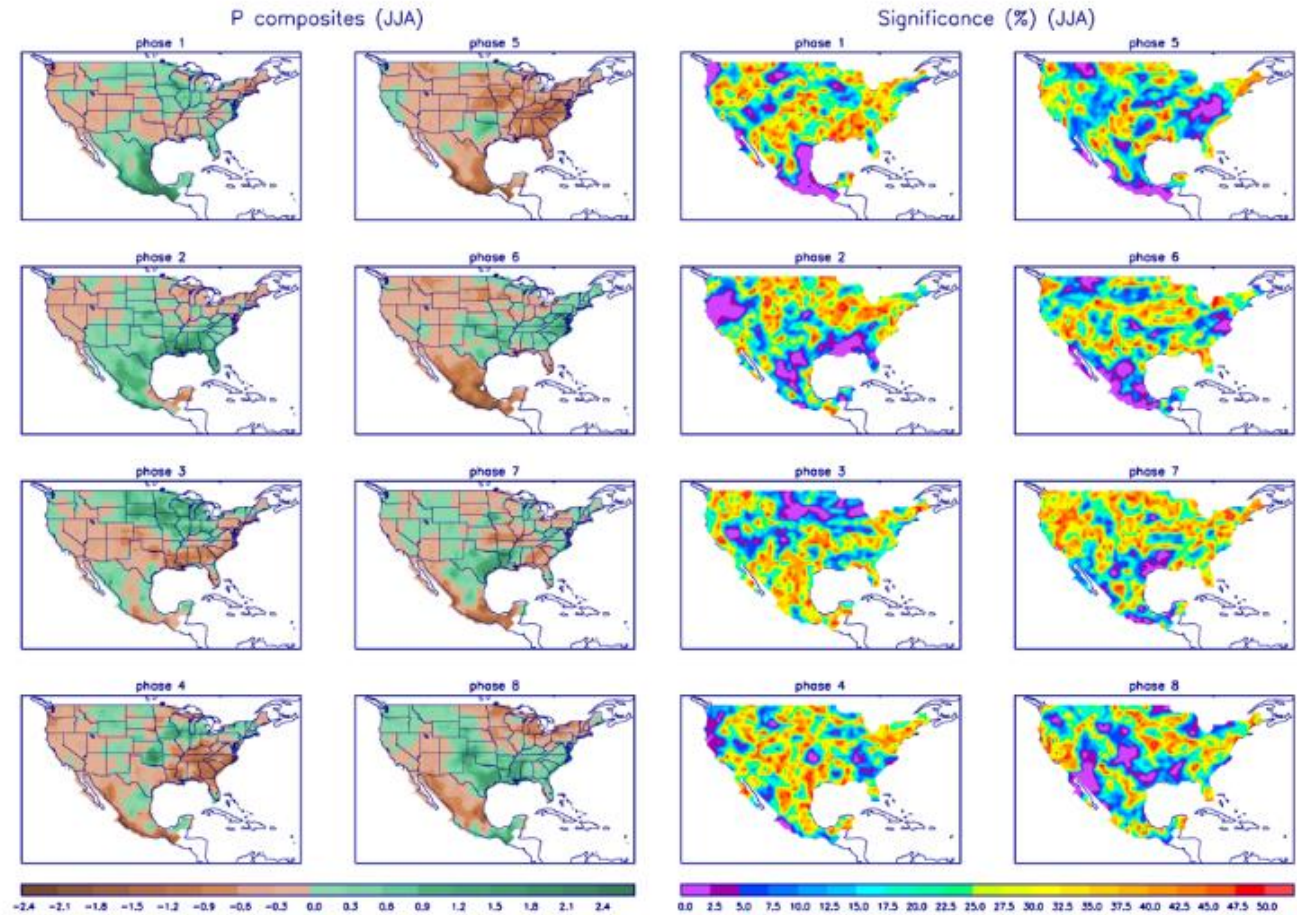 P composites (JJA)
Significance (%) (JJA)
phase 1
phase 5
phase 1
phase 5
phase 2
phase 6
phase 2
phase 6
phase 3
phase 7
phase 3
phase 7
phase 4
phase 8
phase 4
phase 8
-2.4 -2.1 -1.8 -1.5 -1.2 -0.9 -0.6 -0.3 0.0 0.3 0.6 0.9 1.2 1.5 1.8 2.1 2.4
0.0 2.5 5.0 7.5 10.0 12.5 15.0 17.5 20.0 22.5 25.0 27.5 30.0 32.5 35.0 37.5 40.0 42.5 45.0 47.5 50.0